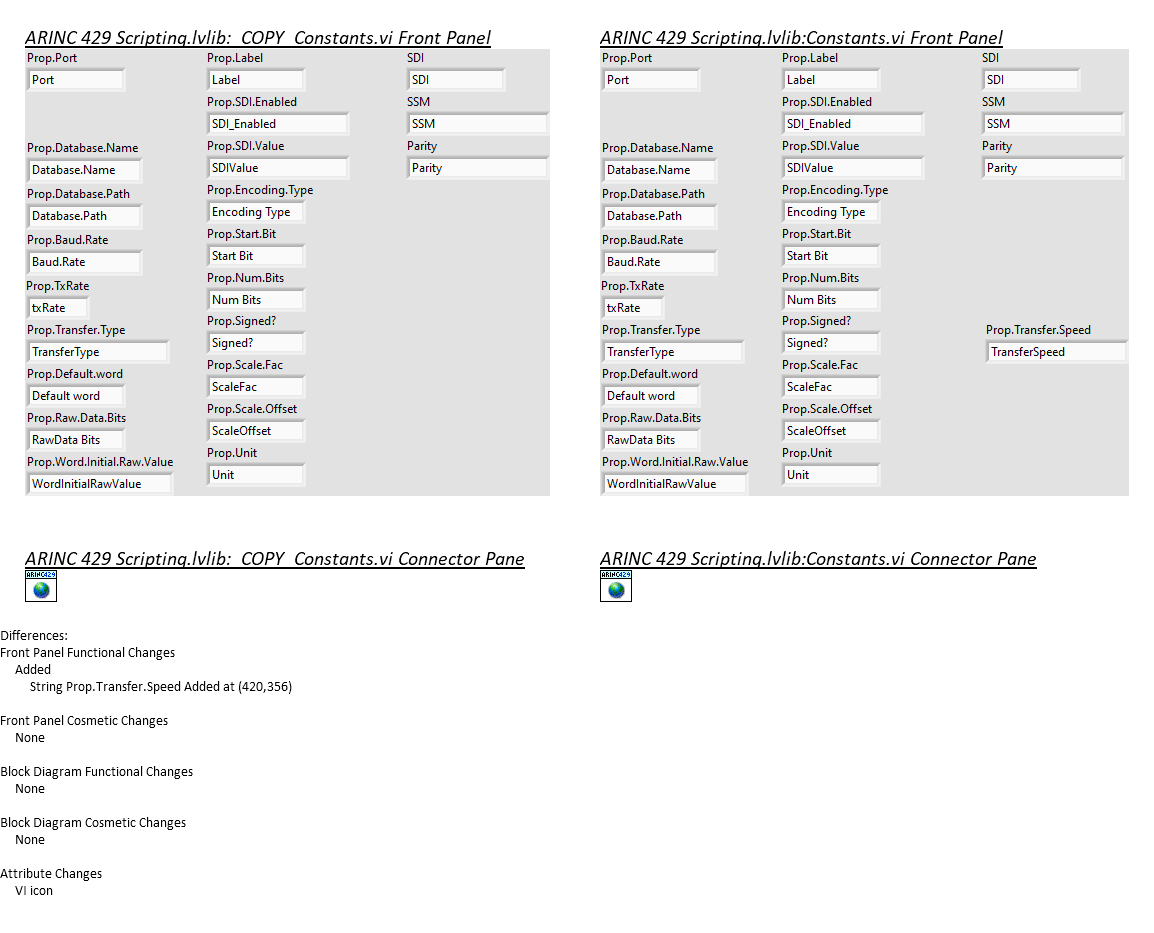 ARINC 429 Scripting.lvlib:_COPY_Constants.vi Front Panel
Prop.Port
Port
Prop.Database.Name
Database.Name
Prop.Database.Path
Database.Path
Prop.Baud.Rate
Baud.Rate
Prop.TxRate
txRate
Prop.Transfer.Type
TransferType
Prop.Default.word
Default word
Prop.Raw.Data.Bits
RawData Bits
Prop.Word.Initial.Raw.Value
WordInitialRawValue
Prop.Label
Label
Prop.SDI.Enabled
SDI_Enabled
Prop.SDI.Value
SDIValue
Prop.Encoding.Type
Encoding Type
Prop.Start.Bit
Start Bit
Prop.Num.Bits
Num Bits
Prop.Signed?
Signed?
Prop.Scale.Fac
ScaleFac
Prop.Scale.Offset
ScaleOffset
Prop.Unit
Unit
SDI
SDI
SSM
SSM
Parity
Parity
ARINC 429 Scripting.lvlib:Constants.vi Front Panel
Prop.Port
Port
Prop.Database.Name
Database.Name
Prop.Database.Path
Database.Path
Prop.Baud.Rate
Baud.Rate
Prop.TxRate
txRate
Prop.Transfer.Type
TransferType
Prop.Default.word
Default word
Prop.Raw.Data.Bits
RawData Bits
Prop.Word.Initial.Raw.Value
WordInitialRawValue
Prop.Label
Label
Prop.SDI.Enabled
SDI_Enabled
Prop.SDI.Value
SDIValue
Prop.Encoding.Type
Encoding Type
Prop.Start.Bit
Start Bit
Prop.Num.Bits
Num Bits
Prop.Signed?
Signed?
Prop.Scale.Fac
ScaleFac
Prop.Scale.Offset
ScaleOffset
Prop.Unit
Unit
SDI
SDI
SSM
SSM
Parity
Parity
Prop.Transfer.Speed
TransferSpeed
ARINC 429 Scripting.lvlib:_COPY_Constants.vi Connector Pane
ARINC429
ARINC 429 Scripting.lvlib:Constants.vi Connector Pane
ARINC429
Differences:
Front Panel Functional Changes
Added
String Prop.Transfer.Speed Added at (420,356)
Front Panel Cosmetic Changes
None
Block Diagram Functional Changes
None
Block Diagram Cosmetic Changes
None
Attribute Changes
VI icon